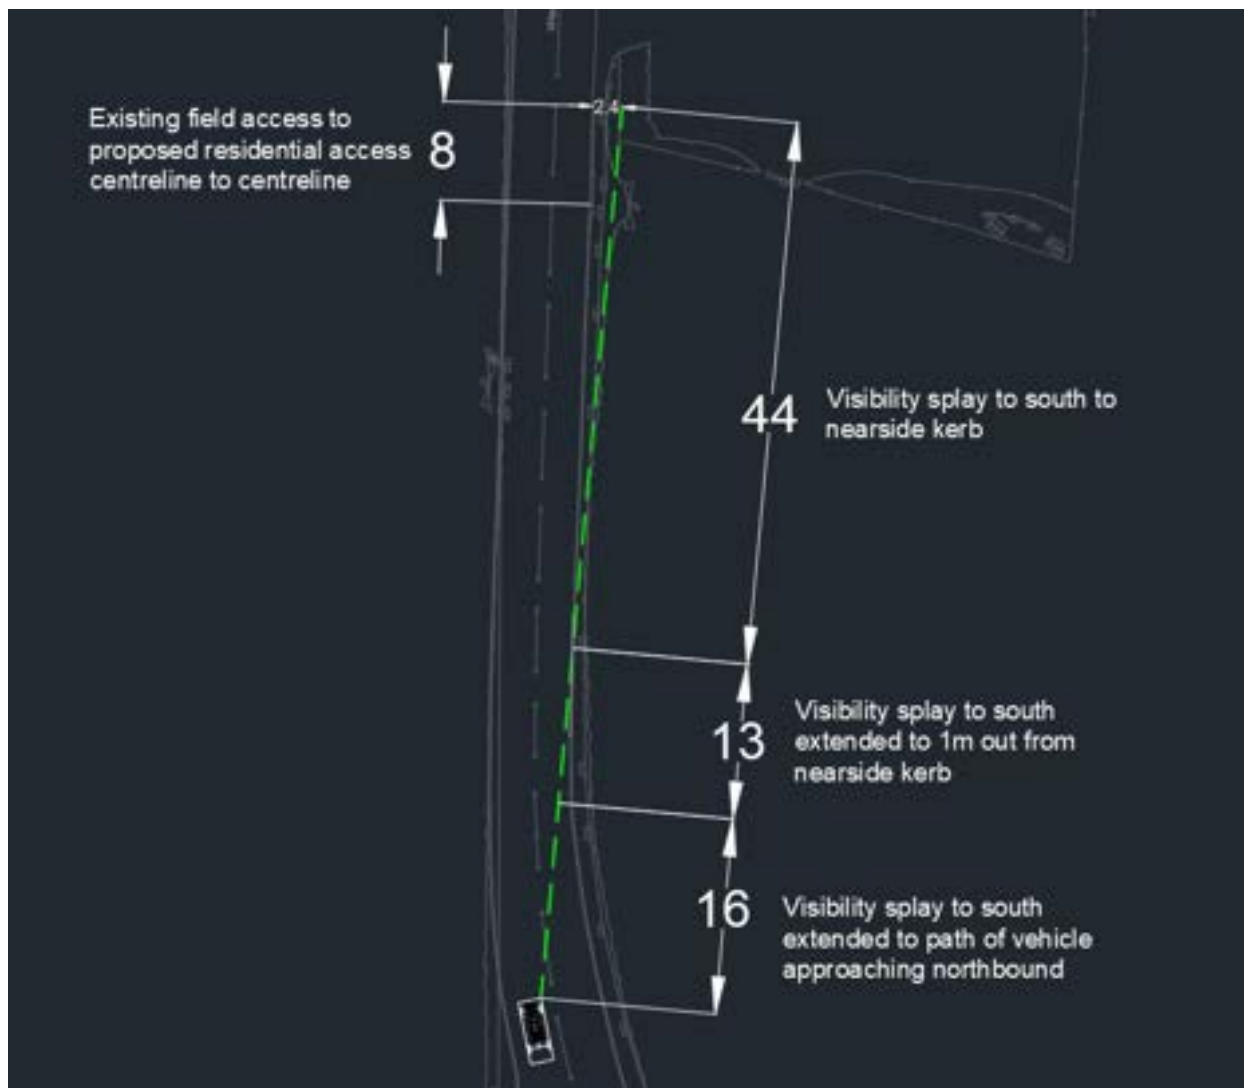 Existing field access to
proposed residential access
centreline to centreline
8
2.4
44
Visibility splay to south to
nearside kerb
13
Visibility splay to south
extended to 1m out from
nearside kerb
16
Visibility splay to south
extended to path of vehicle
approaching northbound